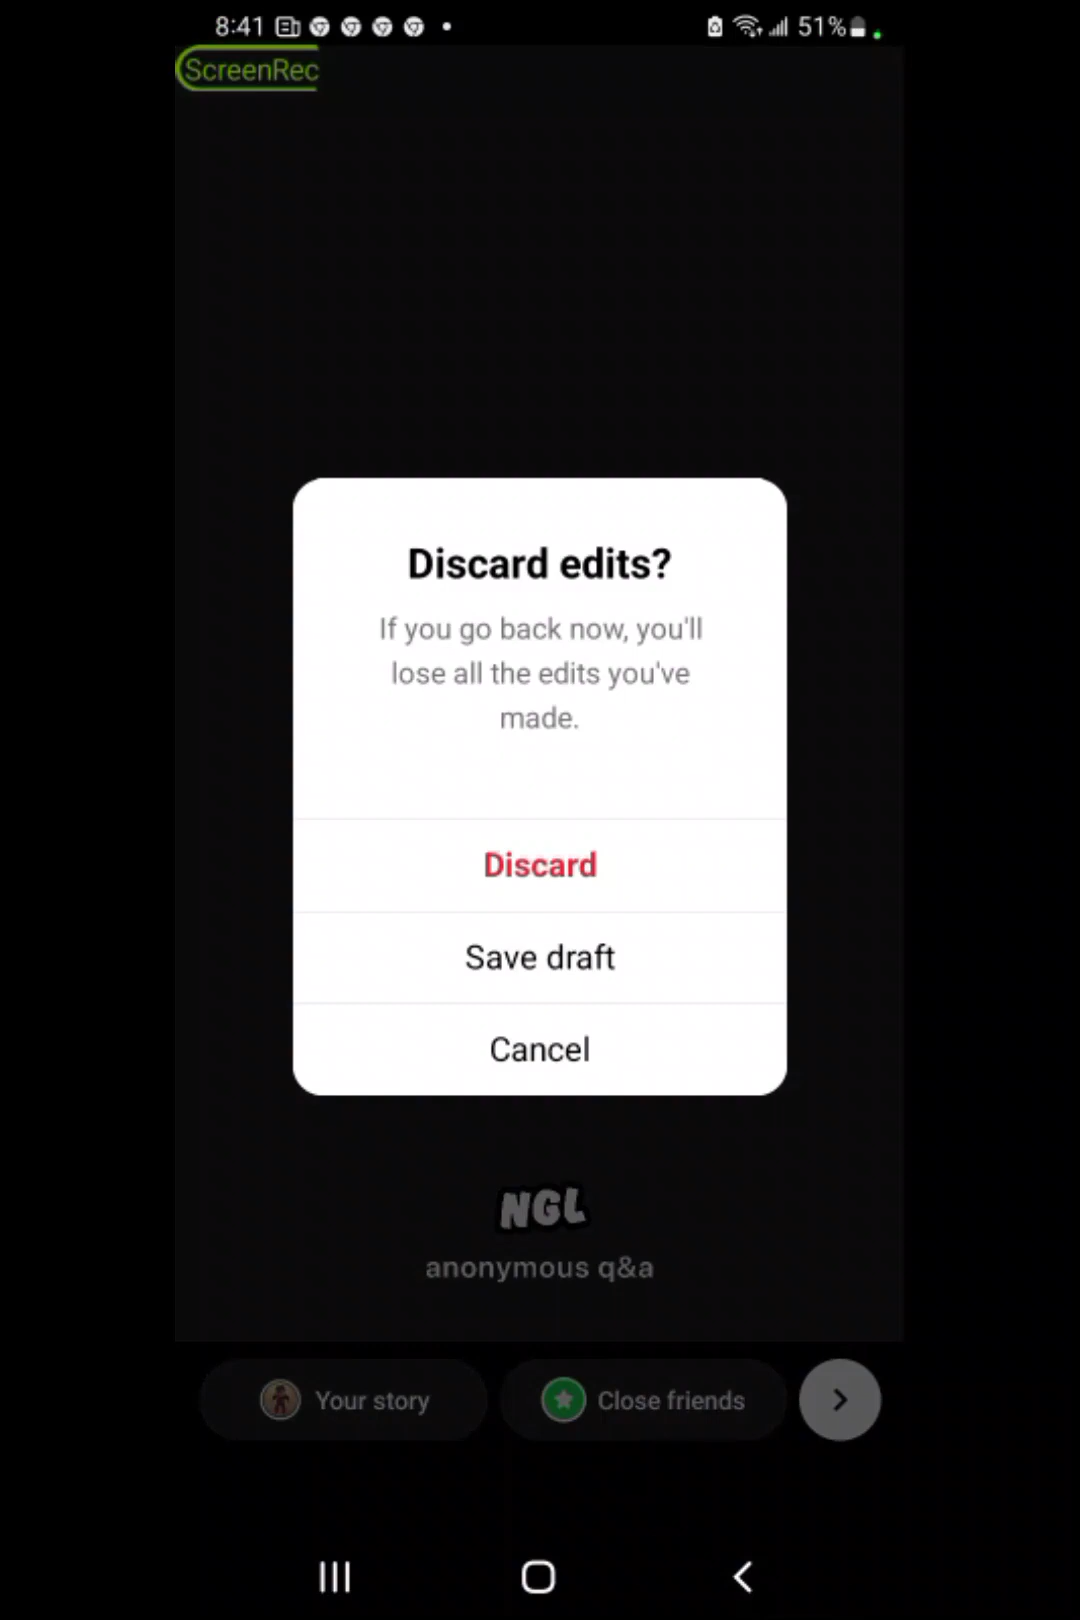 8:41 51%
ScreenRec
Discard edits?
If you go back now, you'll
lose all the edits you've
made.
Discard
Save draft
Cancel
NGL
anonymous q&a
Your story Close friends